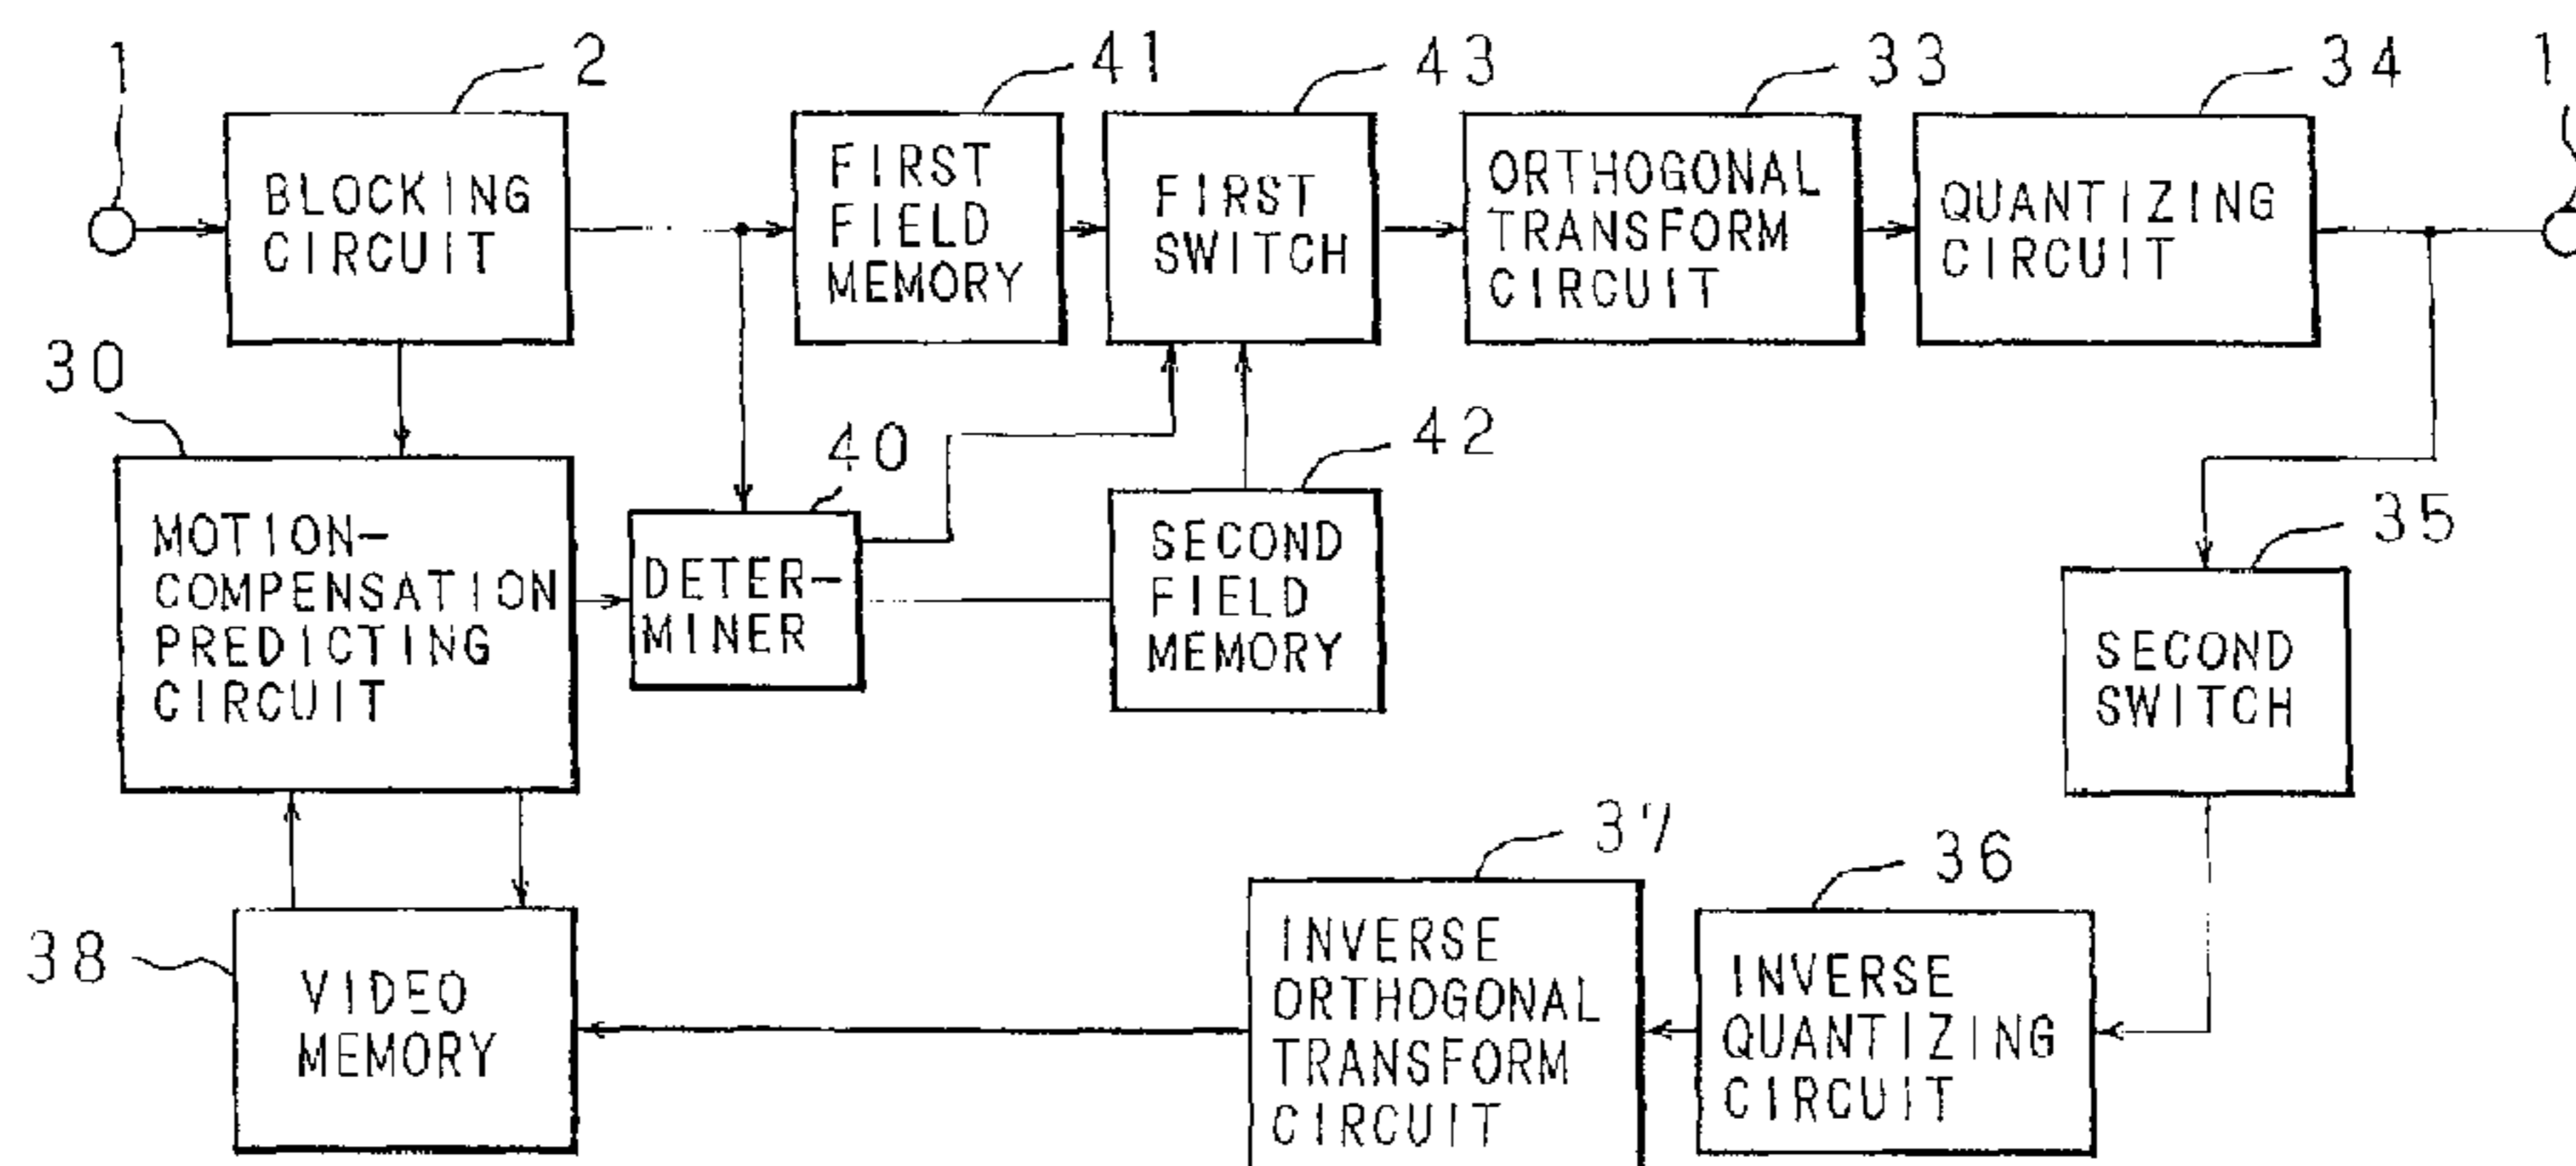 1
2
41
43
33
34
1
BLOCKING
CIRCUIT
FIRST
FIELD
MEMORY
FIRST
SWITCH
ORTHOGONAL
TRANSFORM
CIRCUIT
QUANTIZING
CIRCUIT
30
40
42
35
MOTION-
COMPENSATION
PREDICTING
CIRCUIT
DETER-
MINER
SECOND
FIELD
MEMORY
SECOND
SWITCH
37
36
38
VIDEO
MEMORY
INVERSE
ORTHOGONAL
TRANSFORM
CIRCUIT
INVERSE
QUANTIZING
CIRCUIT